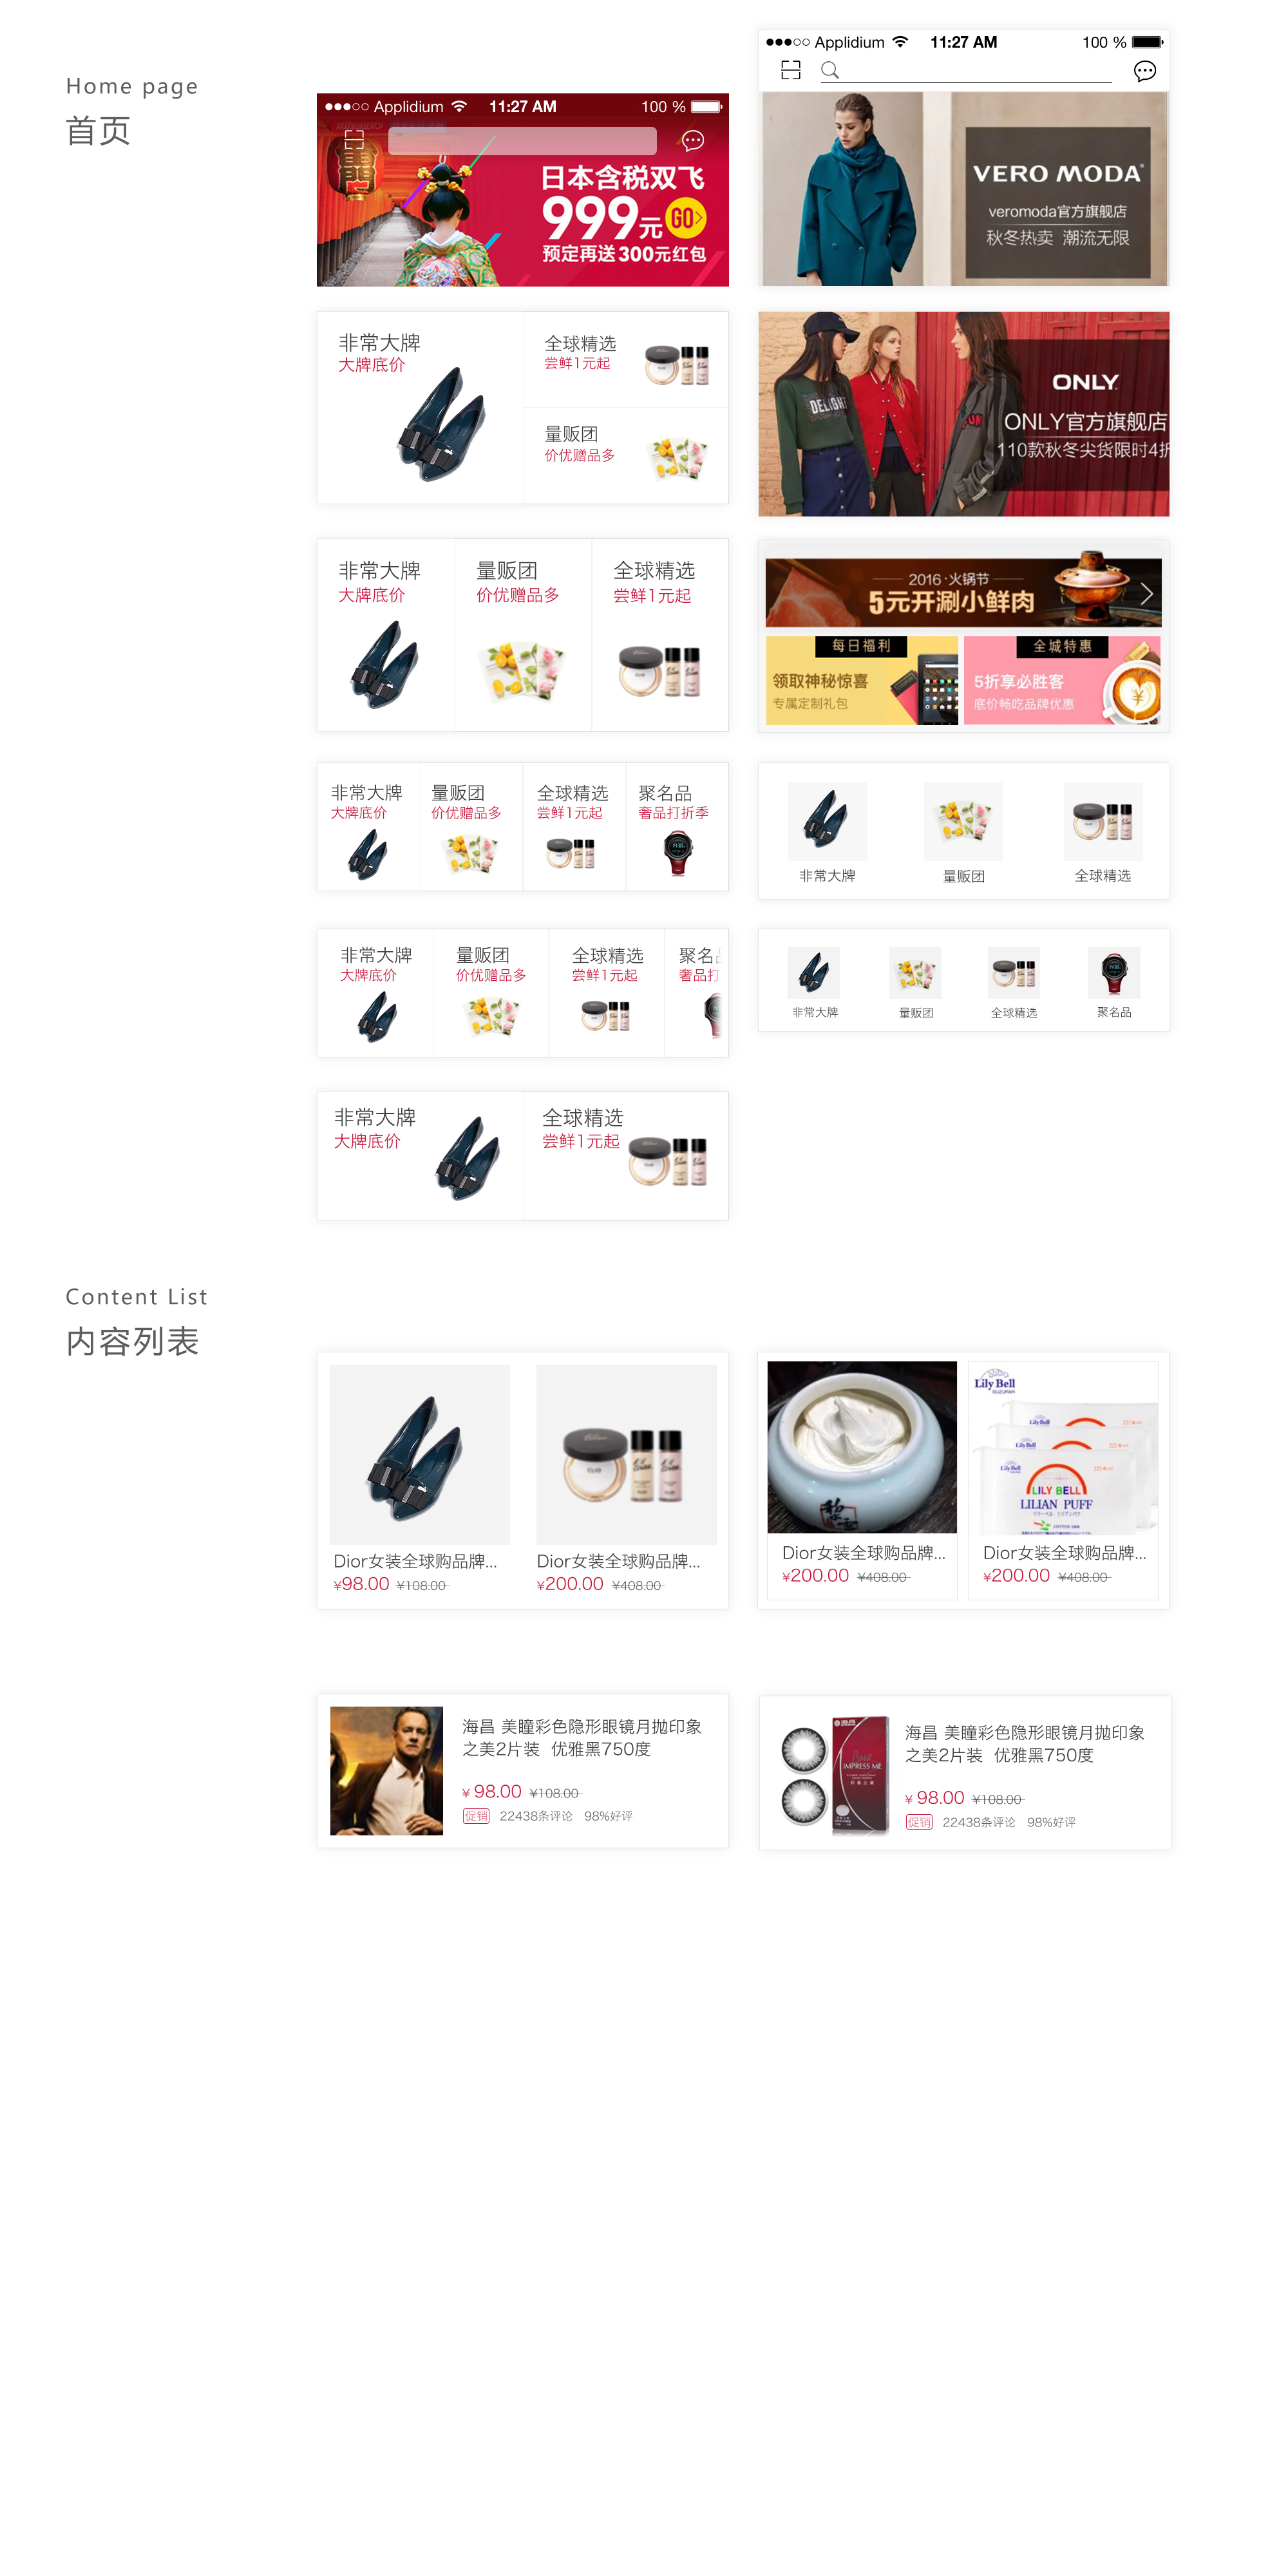 Home page
首页
Applidium 11:27 AM 100 %
日本含税双飞
999元 GO>
预定再送300元红包
Applidium 11:27 AM 100 %
VERO MODA
veromoda官方旗舰店
秋冬热卖 潮流无限
非常大牌
大牌底价
全球精选
尝鲜1元起
量贩团
价优赠品多
DELIGHT
ONLY
ONLY官方旗舰店
110款秋冬尖货限时4折
非常大牌 量贩团 全球精选
大牌底价 价优赠品多 尝鲜1元起
2016·火锅节
5元开涮小鲜肉
每日福利
领取神秘惊喜
专属定制礼包
全城特惠
5折享必胜客
底价畅吃品牌优惠
非常大牌 量贩团 全球精选 聚名品
大牌底价 价优赠品多 尝鲜1元起 奢品打折季
非常大牌 量贩团 全球精选
非常大牌 量贩团 全球精选 聚名
大牌底价 价优赠品多 尝鲜1元起 奢品打
非常大牌 量贩团 全球精选 聚名品
非常大牌 全球精选
大牌底价 尝鲜1元起
Content List
内容列表
Dior女装全球购品牌... Dior女装全球购品牌...
¥98.00 ¥108.00 ¥200.00 ¥408.00
Lily Bell
SUZURAN
Lily Bell
Lily Bell
Lily Bell
LILY BELL
LILIAN PUFF
Dior女装全球购品牌... Dior女装全球购品牌...
¥200.00 ¥408.00 ¥200.00 ¥408.00
海昌 美瞳彩色隐形眼镜月抛印象
之美2片装 优雅黑750度
¥ 98.00 ¥108.00
促销 22438条评论 98%好评
IMPRESS ME
海昌 美瞳彩色隐形眼镜月抛印象
之美2片装 优雅黑750度
¥ 98.00 ¥108.00
促销 22438条评论 98%好评